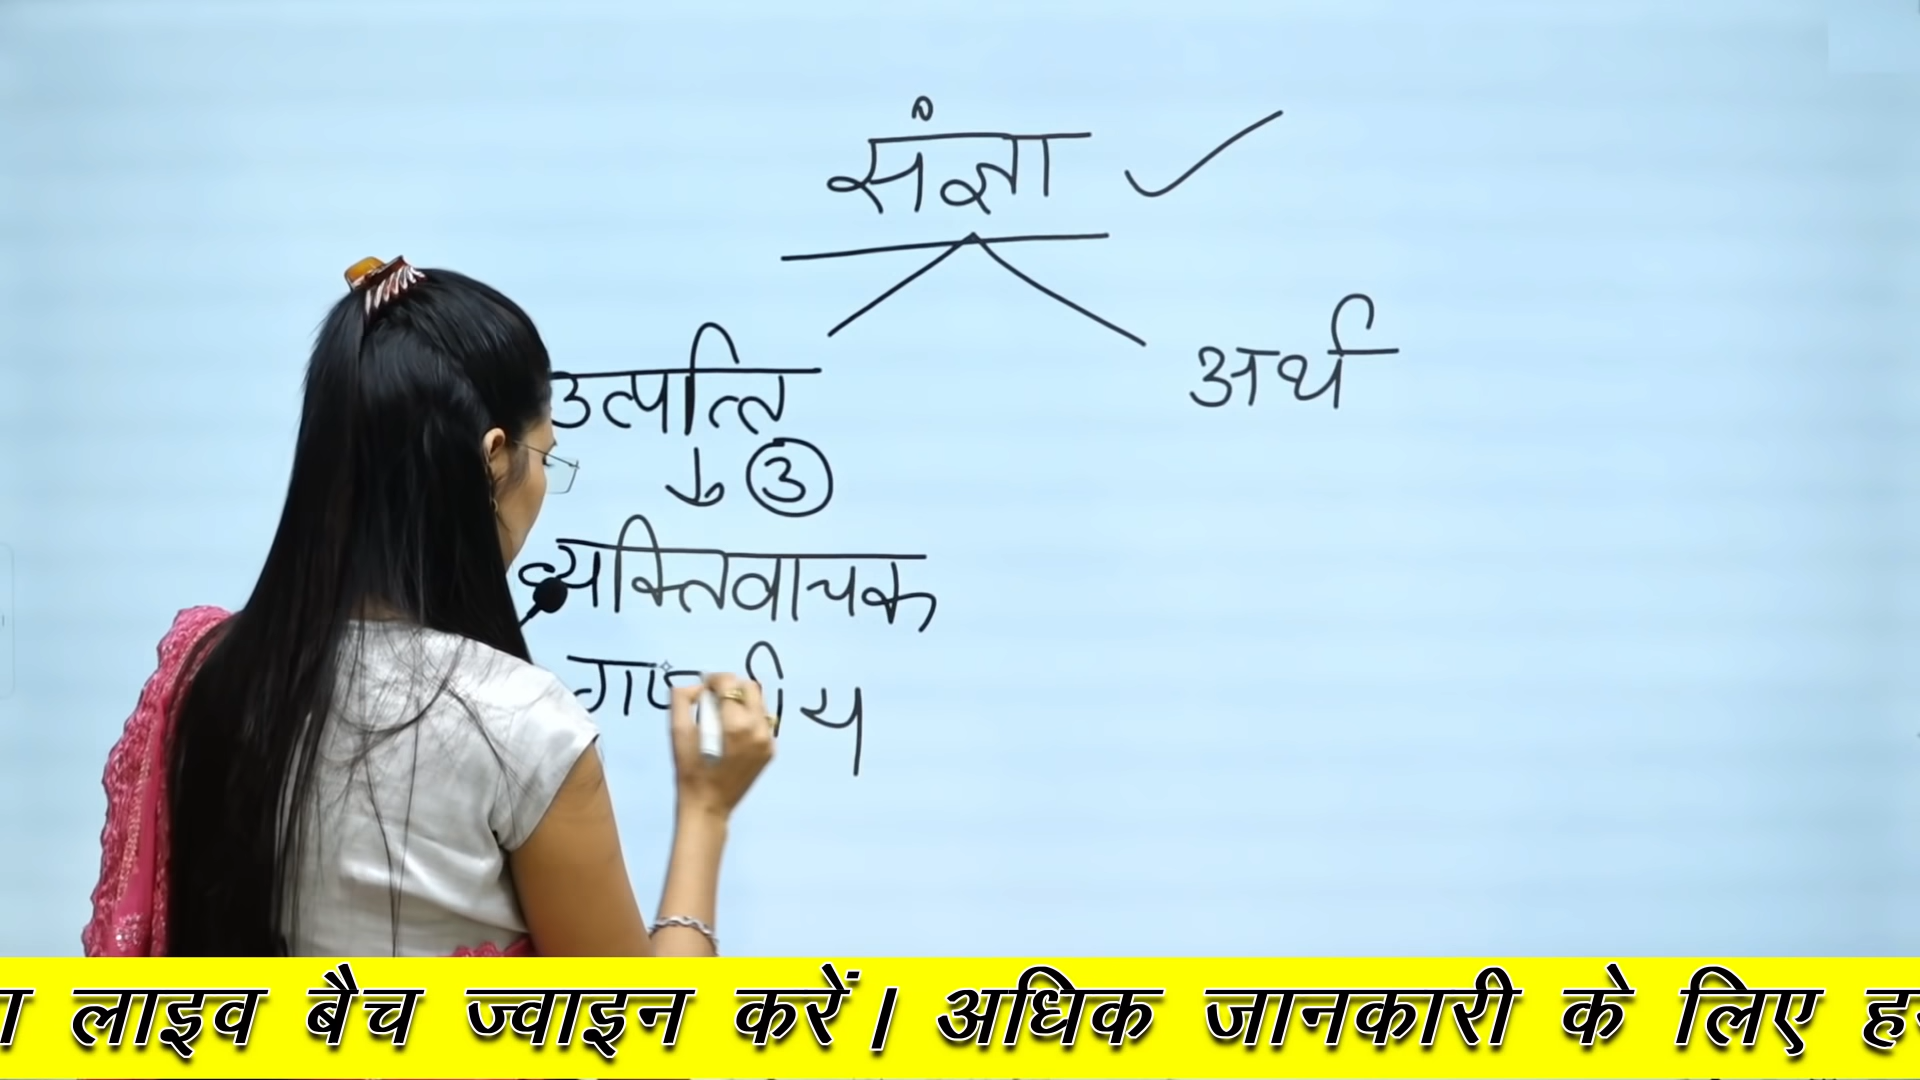 संज्ञा
उत्पत्ति अर्थ
3
व्यक्तिवाचक
लाइव बैच ज्वाइन करें। अधिक जानकारी के लिए